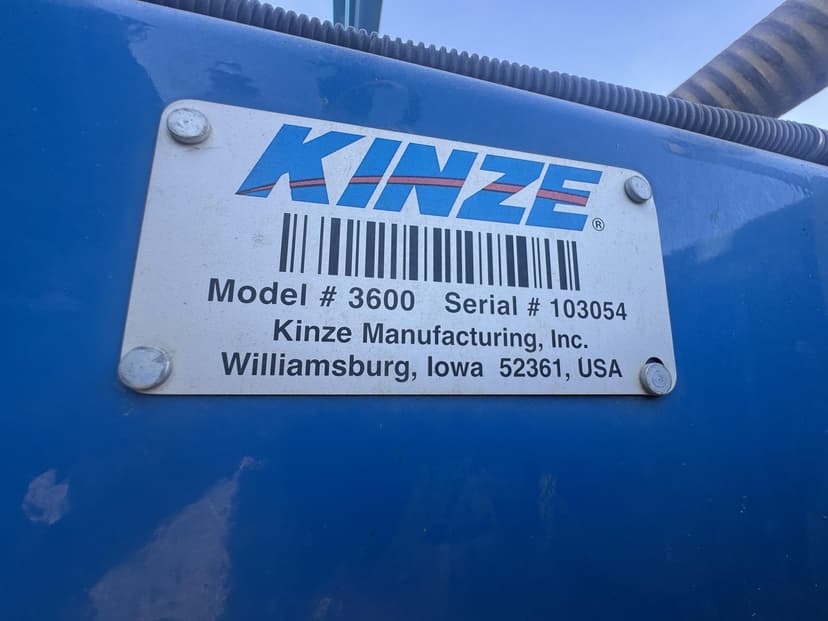 KINZE®
Model # 3600 Serial # 103054
Kinze Manufacturing, Inc.
Williamsburg, Iowa 52361, USA